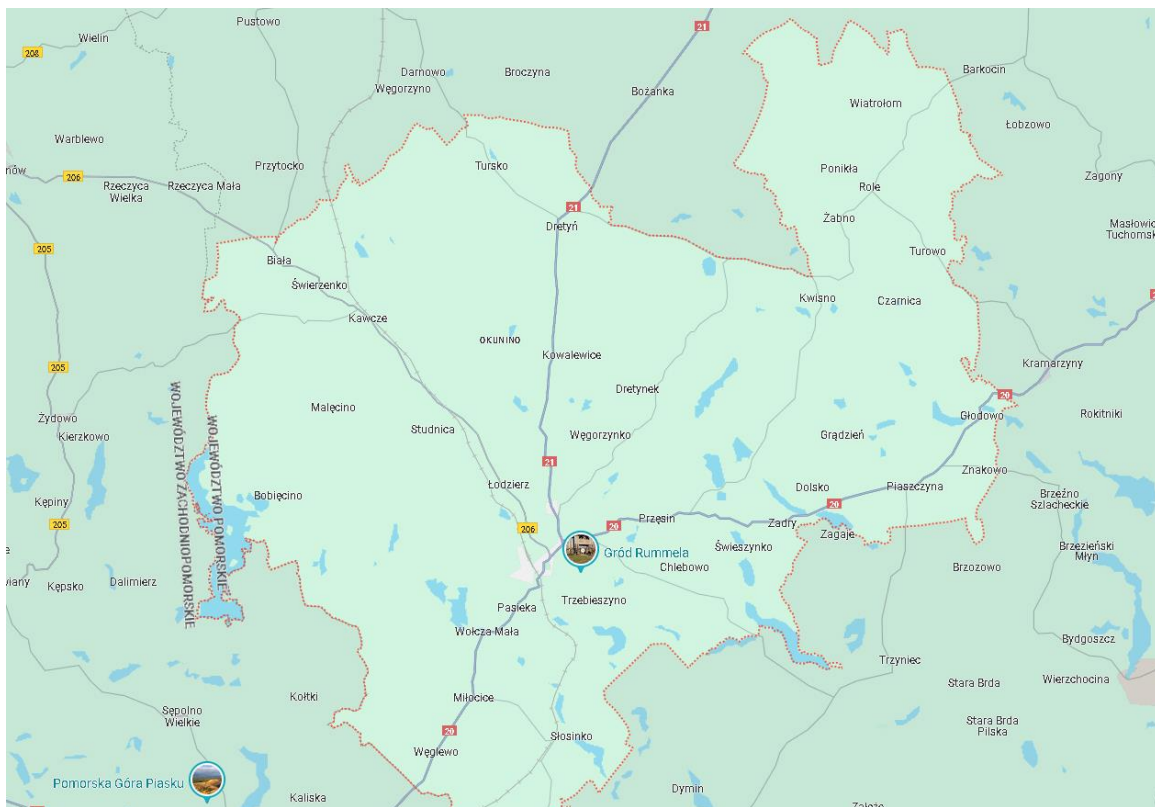 Pustowo
Wielin
21
208
Darnowo
Broczyna
Barkocin
Węgorzyno
Bożanka
Wiatrołom
Łobzowo
Warblewo
Przytocko
Tursko
Ponikła
206
Rzeczyca
Wielka
Rzeczyca Mała
Role
Zagony
21
Żabno
Dretyń
Masłowic
Tuchomsk
205
Turowo
Biała
Świerzenko
Kwisno
Czarnica
Kawcze
OKUNINO
Kowalewice
205
Kramarzyny
Dretynek
20
Malęcino
Żydowo
Studnica
Głodowo
Rokitniki
Kierzkowo
Węgorzynko
Grądzień
WOJEWÓDZTWO ZACHODNIOPOMORSKIE
WOJEWÓDZTWO POMORSKIE
21
Znakowo
Łodzierz
Dolsko
Piaszczyna
Bobięcino
Kępiny
Brzeźno
Szlacheckie
20
205
206
20
Przęsin
Zadry
Zagaje
Gród Rummela
Świeszynko
Brzezieński
Młyn
Chlebowo
Brzozowo
wiany
Kępsko
Dalimierz
Trzebieszyno
Pasieka
Wołcza Mała
Bydgoszcz
Trzyniec
Wierzchocina
Stara Brda
Kołtki
Miłocice
Sępolno
Wielkie
Stara Brda
Pilska
20
Słosinko
Węglewo
Pomorska Góra Piasku
Dymin
Kaliska